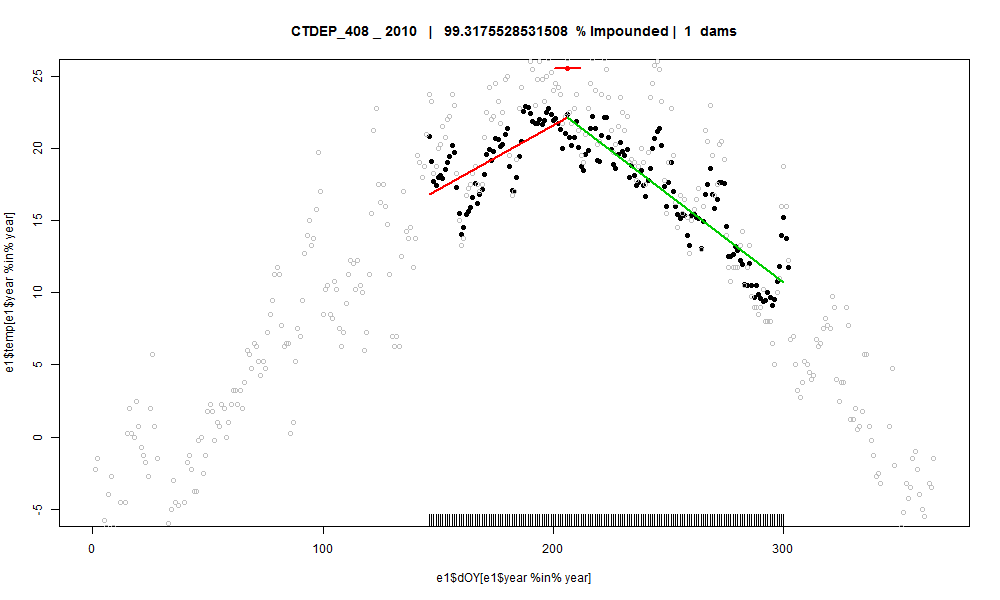 CTDEP_408 _ 2010 | 99.3175528531508 % Impounded | 1 dams
25
20
15
10
5
0
-5
e1$temp[e1$year %in% year]
0 100 200 300
e1$dOY[e1$year %in% year]